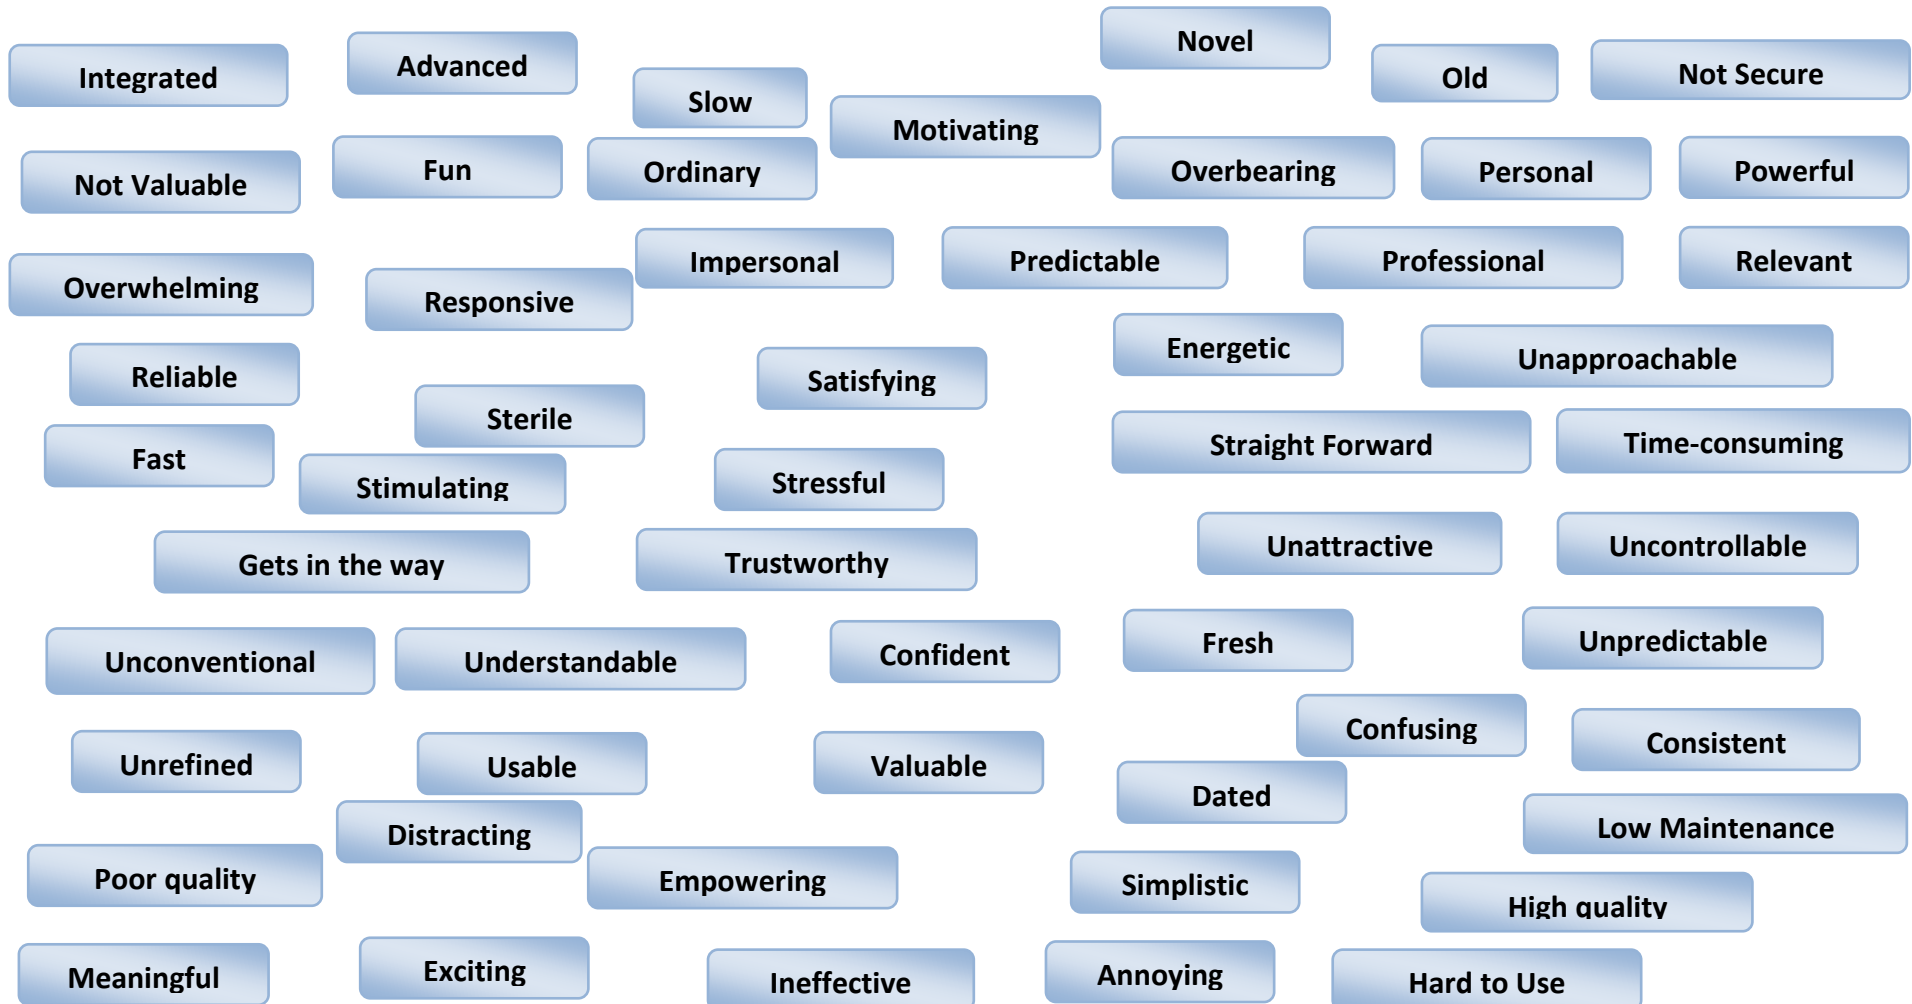 Novel
Integrated
Advanced
Slow
Old
Not Secure
Motivating
Not Valuable
Fun
Ordinary
Overbearing
Personal
Powerful
Overwhelming
Responsive
Impersonal
Predictable
Professional
Relevant
Energetic
Unapproachable
Reliable
Satisfying
Sterile
Straight Forward
Time-consuming
Fast
Stimulating
Stressful
Gets in the way
Trustworthy
Unattractive
Uncontrollable
Unconventional
Understandable
Confident
Fresh
Unpredictable
Confusing
Consistent
Unrefined
Usable
Valuable
Dated
Distracting
Low Maintenance
Poor quality
Empowering
Simplistic
High quality
Meaningful
Exciting
Ineffective
Annoying
Hard to Use